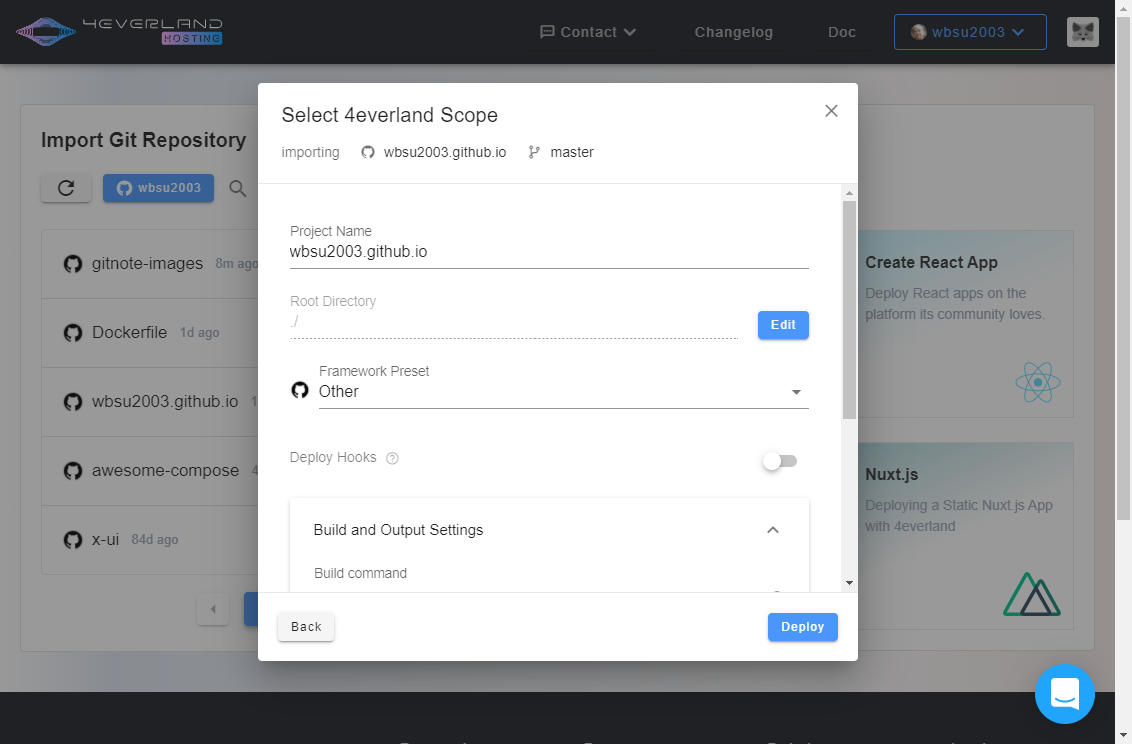 4EVERLAND
HOSTING
Contact
Changelog
Doc
wbsu2003
Import Git Repository
wbsu2003
gitnote-images 8m ago
Dockerfile 1d ago
wbsu2003.github.io
awesome-compose
x-ui 84d ago
Select 4everland Scope
importing wbsu2003.github.io master
Project Name
wbsu2003.github.io
Root Directory
./
Edit
Framework Preset
Other
Deploy Hooks
Build and Output Settings
Build command
Back
Deploy
Create React App
Deploy React apps on the
platform its community loves.
Nuxt.js
Deploying a Static Nuxt.js App
with 4everland